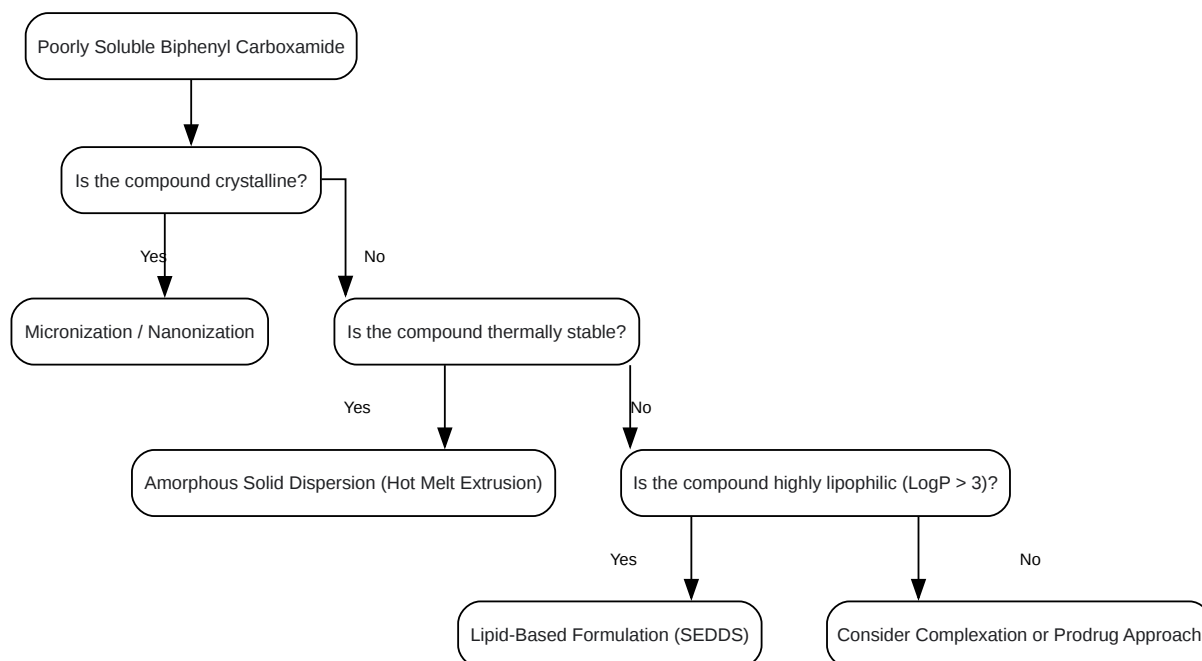 Poorly Soluble Biphenyl Carboxamide
Is the compound crystalline?
Yes
No
Micronization / Nanonization
Is the compound thermally stable?
Yes
No
Amorphous Solid Dispersion (Hot Melt Extrusion)
Is the compound highly lipophilic (LogP > 3)?
Yes
No
Lipid-Based Formulation (SEDDS)
Consider Complexation or Prodrug Approach